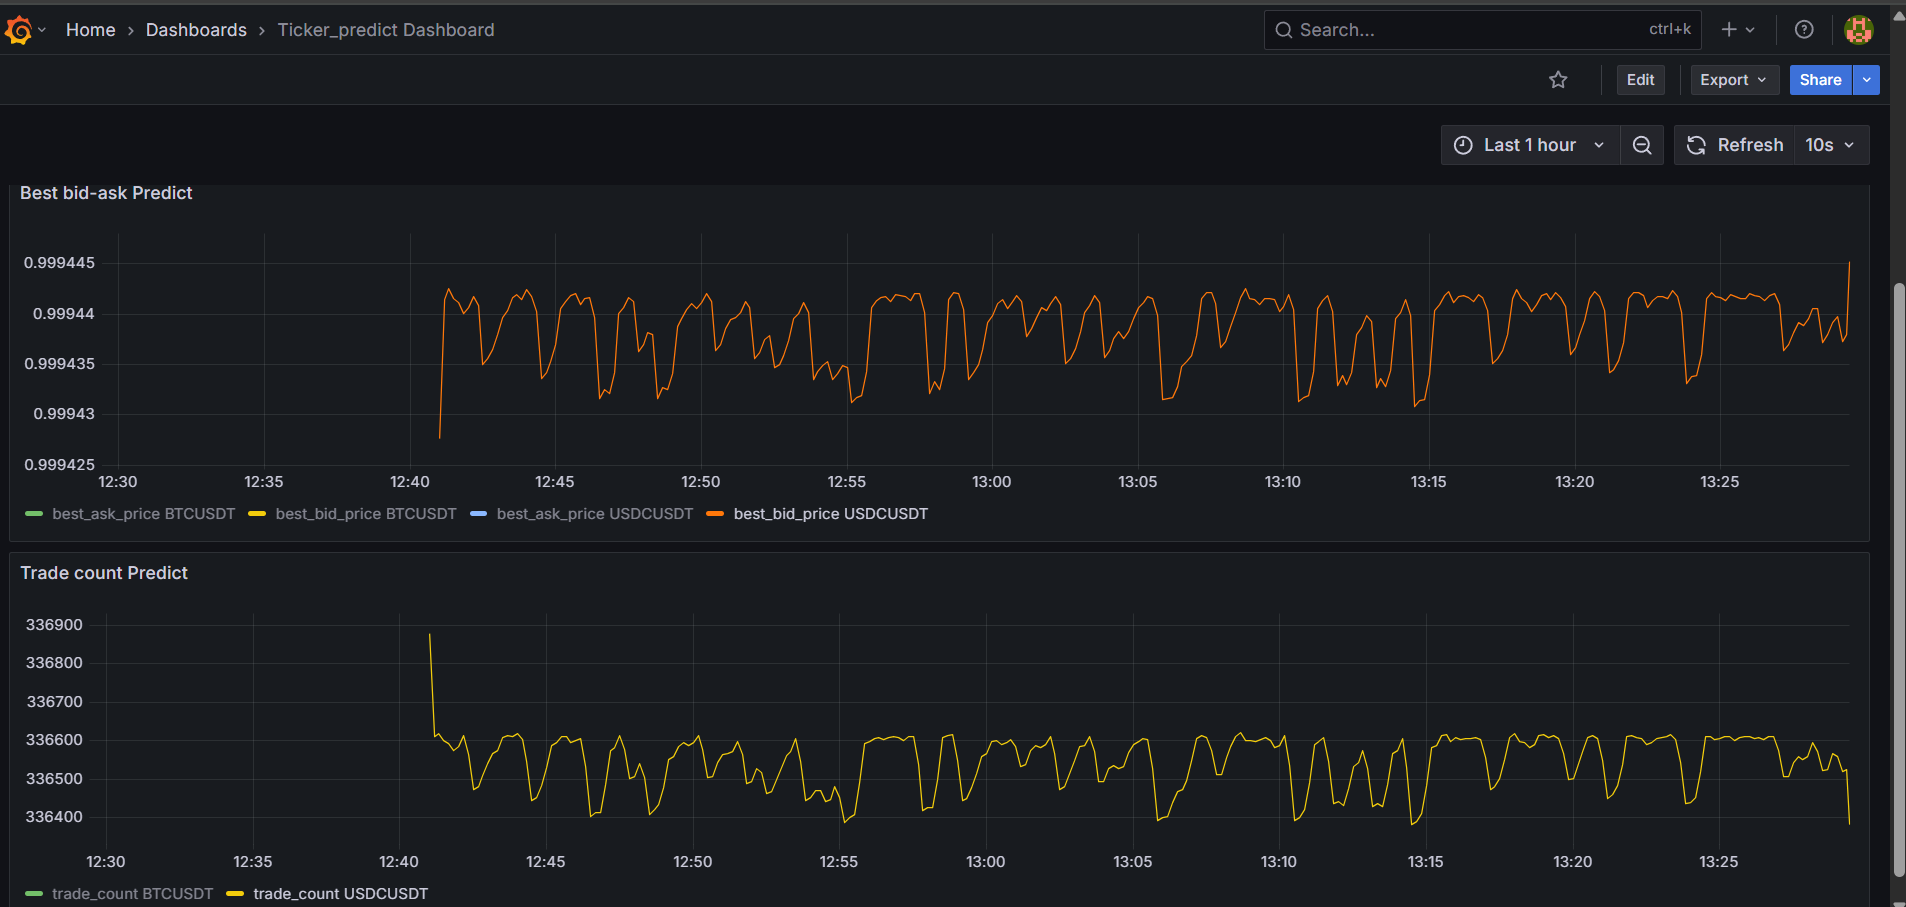 Home › Dashboards › Ticker_predict Dashboard
Search... ctrl+k
Edit Export Share
Last 1 hour Refresh 10s
Best bid-ask Predict
0.999445
0.99944
0.999435
0.99943
0.999425
12:30 12:35 12:40 12:45 12:50 12:55 13:00 13:05 13:10 13:15 13:20 13:25
best_ask_price BTCUSDT best_bid_price BTCUSDT best_ask_price USDCUSDT best_bid_price USDCUSDT
Trade count Predict
336900
336800
336700
336600
336500
336400
12:30 12:35 12:40 12:45 12:50 12:55 13:00 13:05 13:10 13:15 13:20 13:25
trade_count BTCUSDT trade_count USDCUSDT